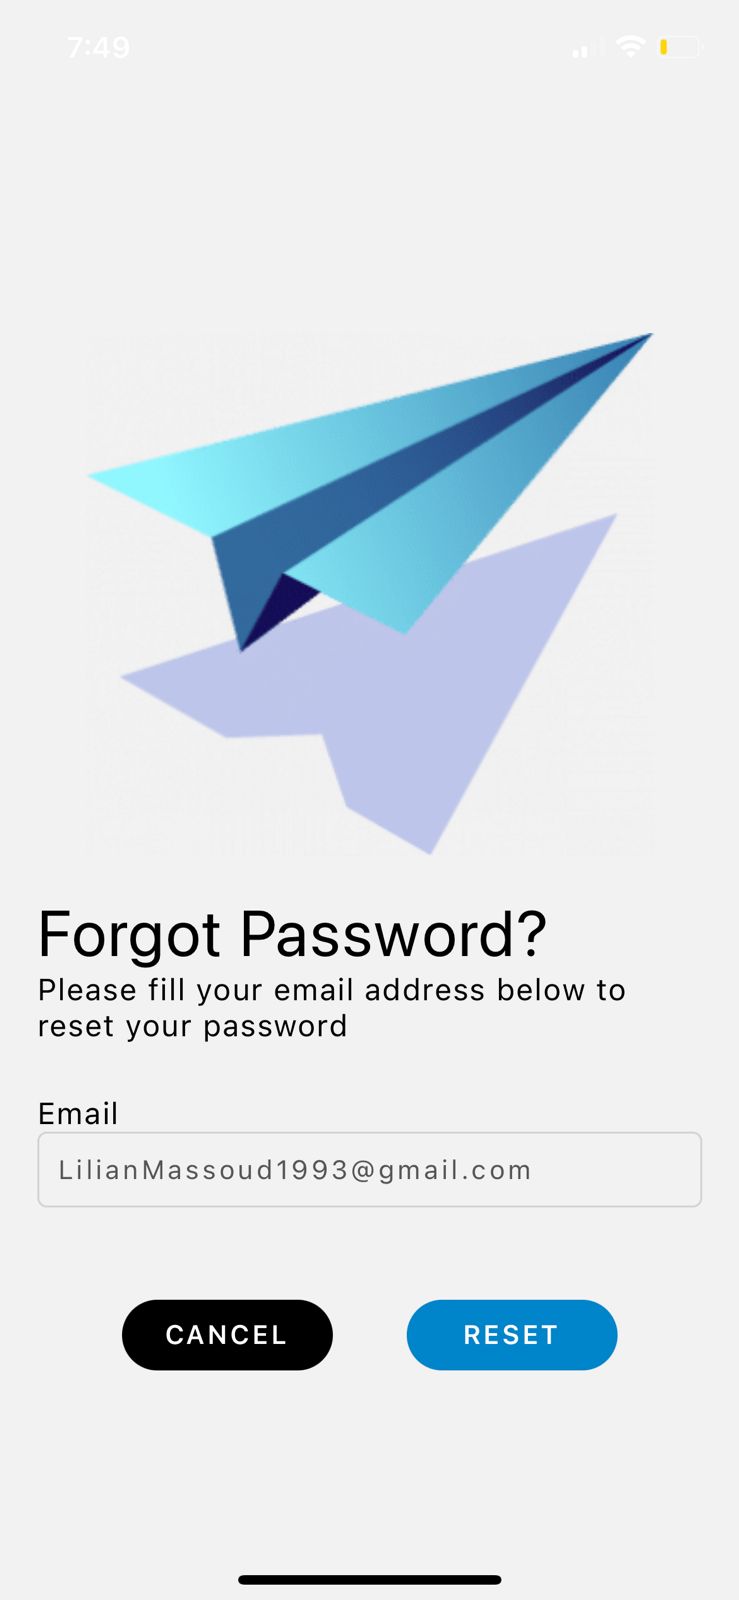 7:49
Forgot Password?
Please fill your email address below to
reset your password
Email
LilianMassoud1993@gmail.com
CANCEL
RESET